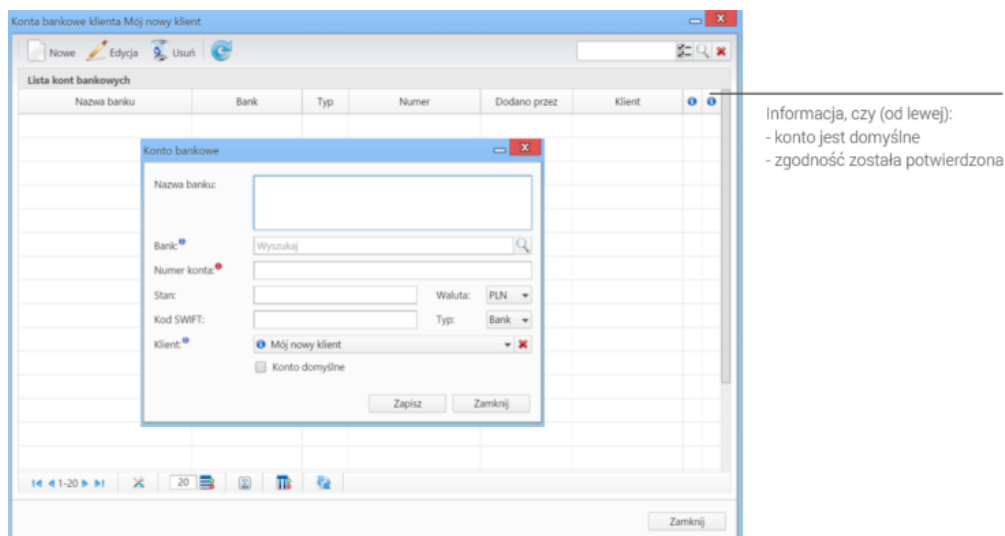 Konta bankowe klienta Mój nowy klient
Nowe Edycja Usuń
Lista kont bankowych
Nazwa banku Bank Typ Numer Dodano przez Klient
Informacja, czy (od lewej):
- konto jest domyślne
- zgodność została potwierdzona
Konto bankowe
Nazwa banku:
Bank: Wyszukaj
Numer konta:
Stan: Waluta: PLN
Kod SWIFT: Typ: Bank
Klient: Mój nowy klient
Konto domyślne
Zapisz Zamknij
1-20 20
Zamknij